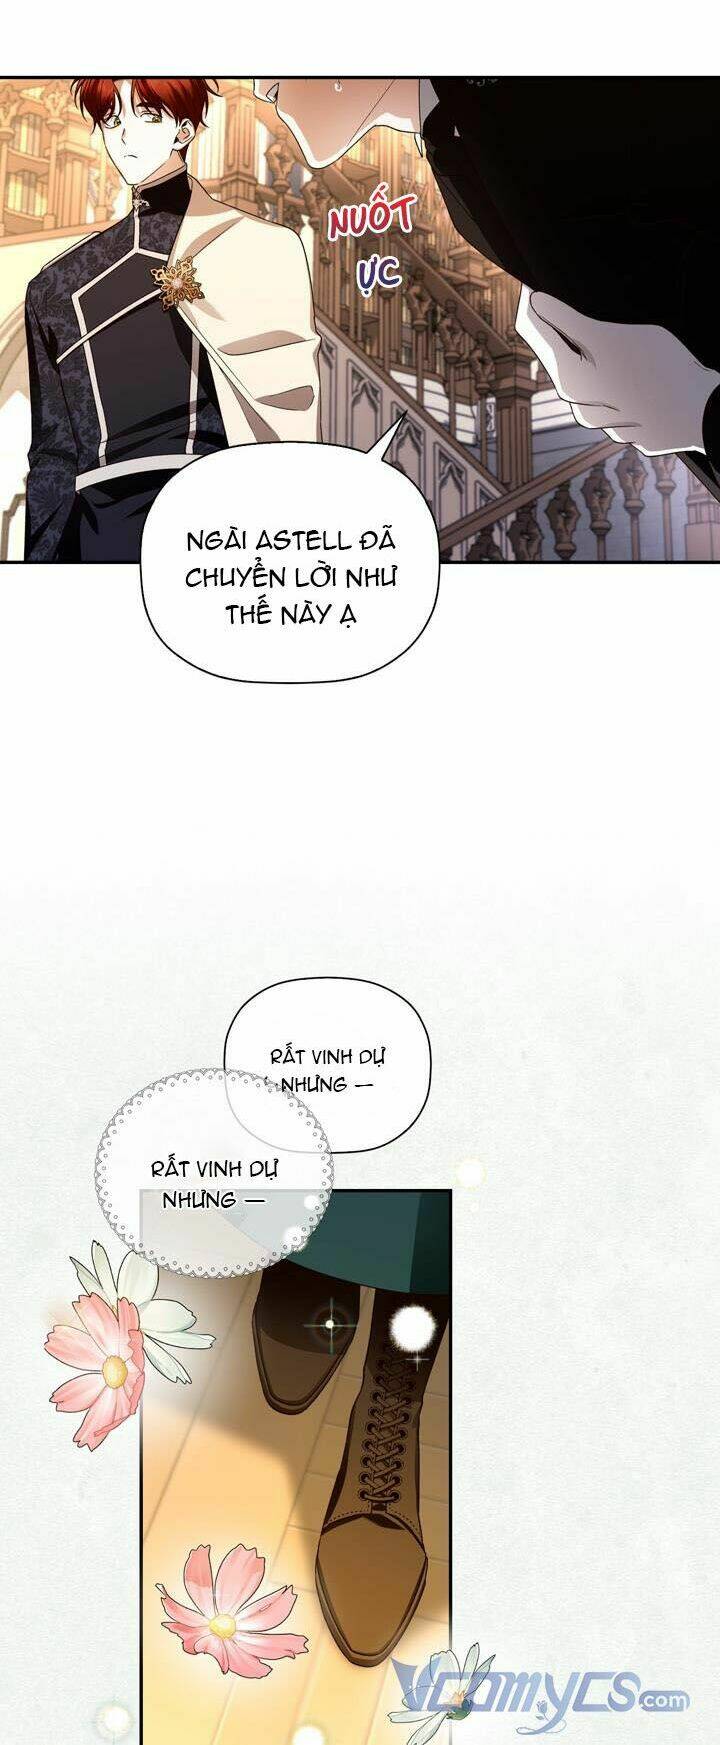 NUỐT
ỰC
NGÀI ASTELL ĐÃ
CHUYỂN LỜI NHƯ
THẾ NÀY Ạ
RẤT VINH DỰ
NHƯNG —
RẤT VINH DỰ
NHƯNG —
VCOMYCS.com